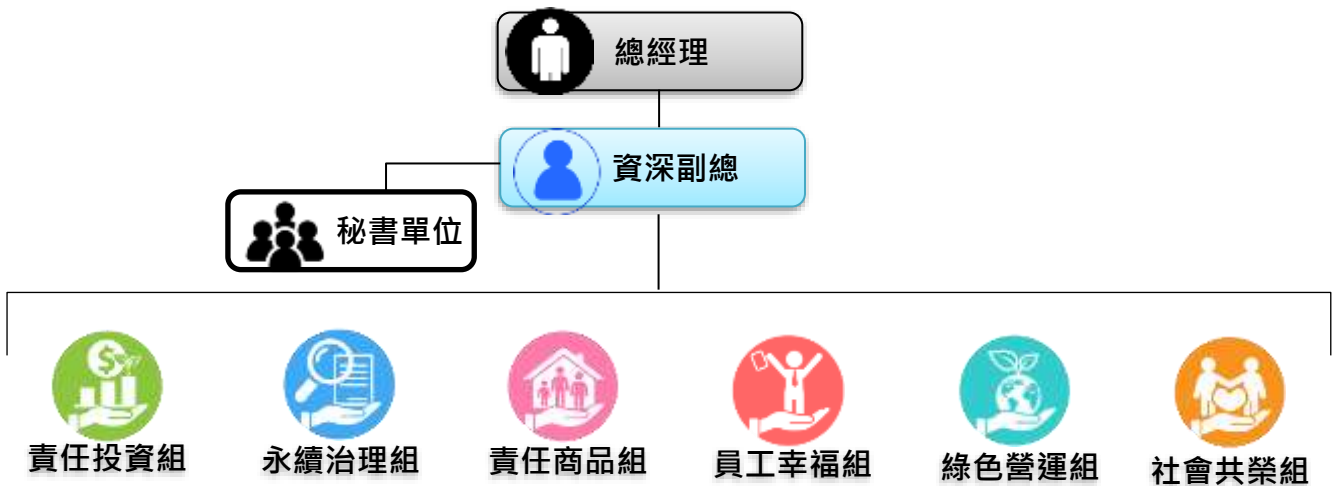 總經理
資深副總
秘書單位
責任投資組
永續治理組
責任商品組
員工幸福組
綠色營運組
社會共榮組